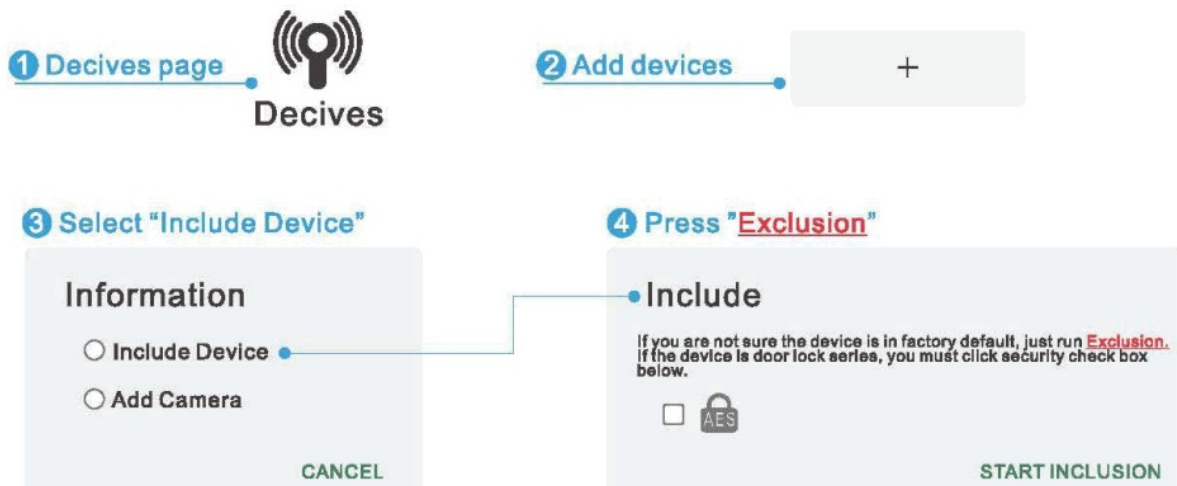 1 Decives page
Decives
2 Add devices
+
3 Select "Include Device"
Information
Include Device
Add Camera
CANCEL
4 Press "Exclusion"
Include
If you are not sure the device is in factory default, just run Exclusion.
If the device is door lock series, you must click security check box
below.
AES
START INCLUSION